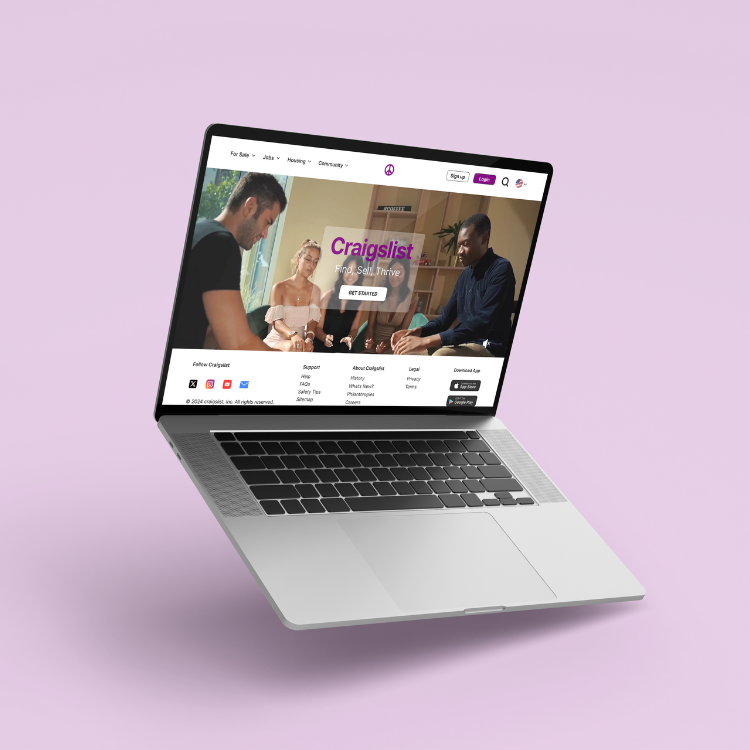 For Sale
Jobs
Housing
Community
Sign up
Login
COFFEE
Craigslist
Find, Sell, Thrive
GET STARTED
Follow Craigslist
© 2024 craigslist, inc. All rights reserved.
Support
Help
FAQs
Safety Tips
Sitemap
About Craigslist
History
Whats New?
Philanthropies
Careers
Legal
Privacy
Terms
Download App
App Store
Google Play